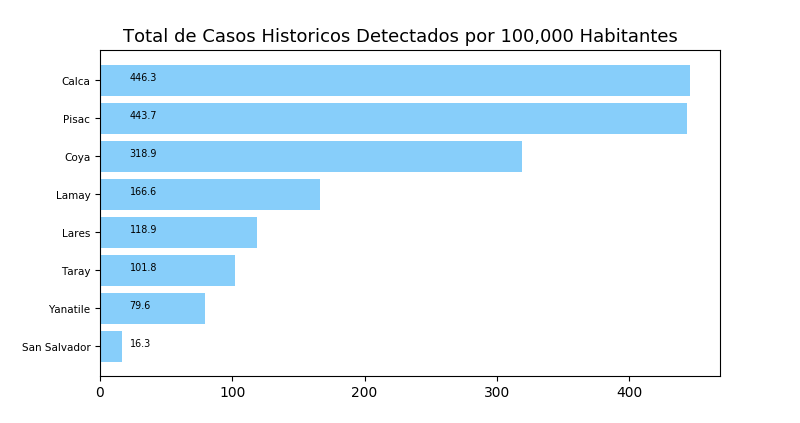 Total de Casos Historicos Detectados por 100,000 Habitantes
Calca 446.3
Pisac 443.7
Coya 318.9
Lamay 166.6
Lares 118.9
Taray 101.8
Yanatile 79.6
San Salvador 16.3
0 100 200 300 400